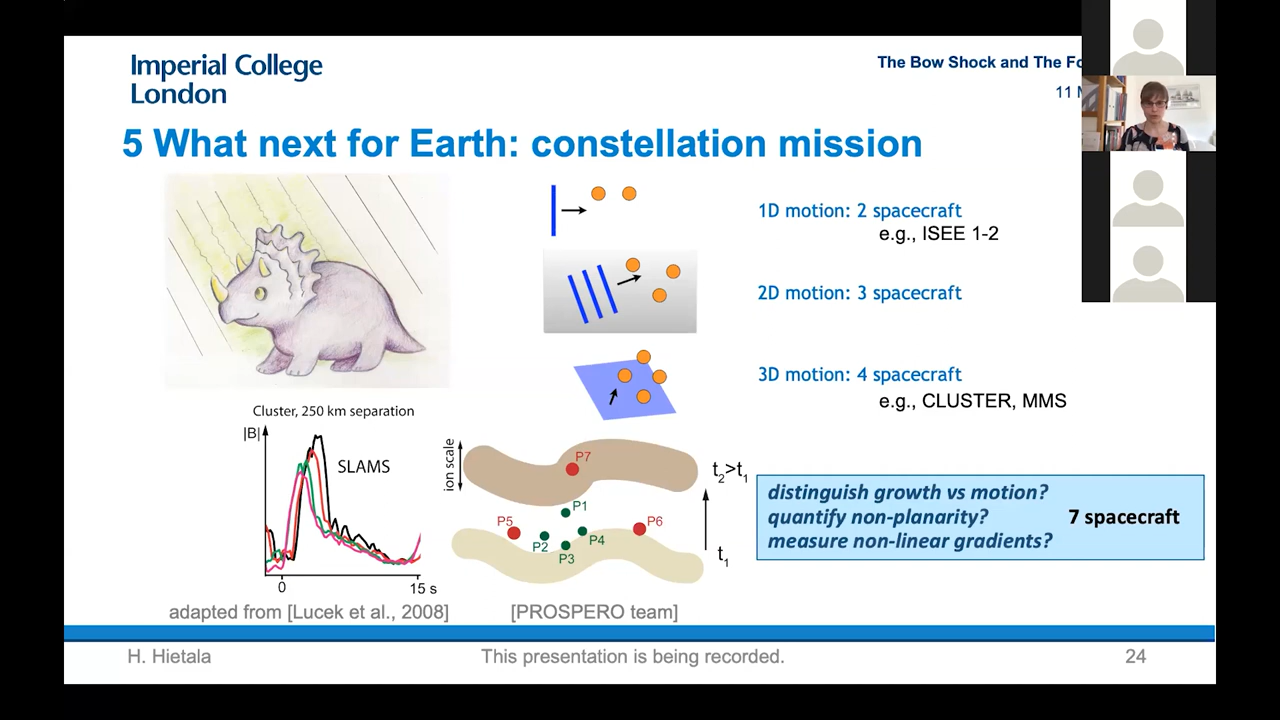 Imperial College
London
The Bow Shock and The
11
5 What next for Earth: constellation mission
1D motion: 2 spacecraft
e.g., ISEE 1-2
2D motion: 3 spacecraft
3D motion: 4 spacecraft
e.g., CLUSTER, MMS
Cluster, 250 km separation
|B|
SLAMS
0
15 s
adapted from [Lucek et al., 2008]
ion scale
P7
t2>t1
P1
P5
P6
P2
P4
P3
t1
[PROSPERO team]
distinguish growth vs motion?
quantify non-planarity?
7 spacecraft
measure non-linear gradients?
H. Hietala
This presentation is being recorded.
24